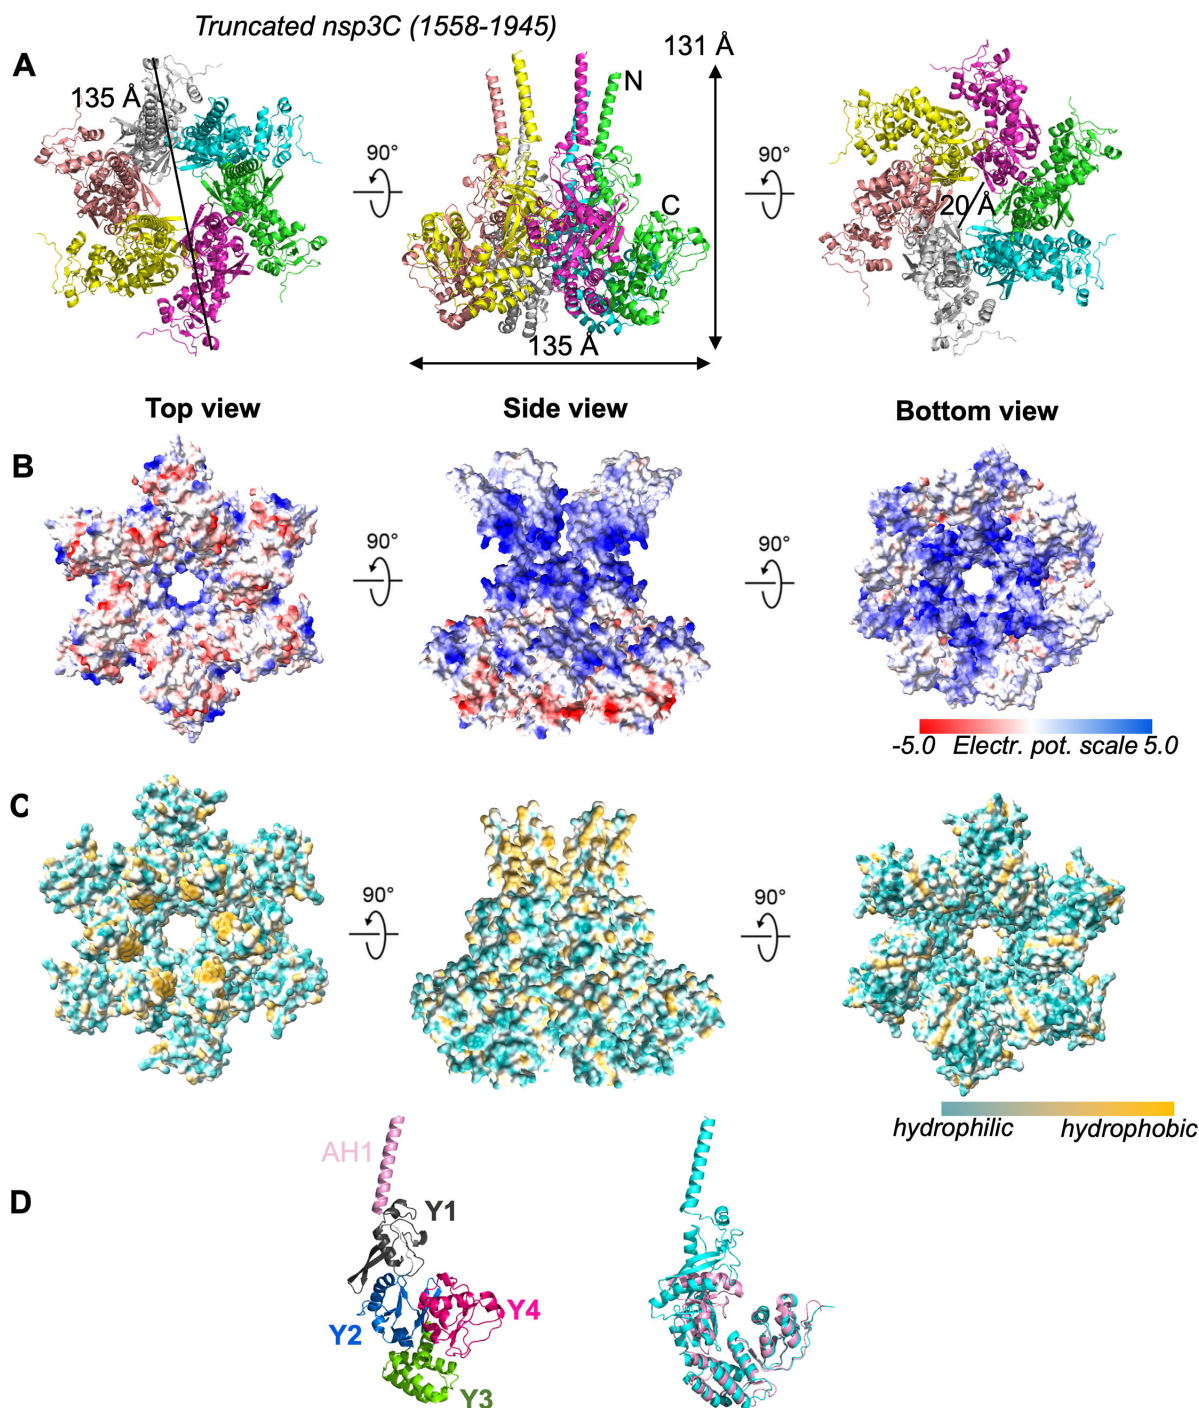 Truncated nsp3C (1558-1945)
A
135 Å
90°
N
C
131 Å
135 Å
90°
20 Å
Top view
Side view
Bottom view
B
90°
90°
-5.0 Electr. pot. scale 5.0
C
90°
90°
hydrophilic
hydrophobic
D
AH1
Y1
Y2
Y4
Y3